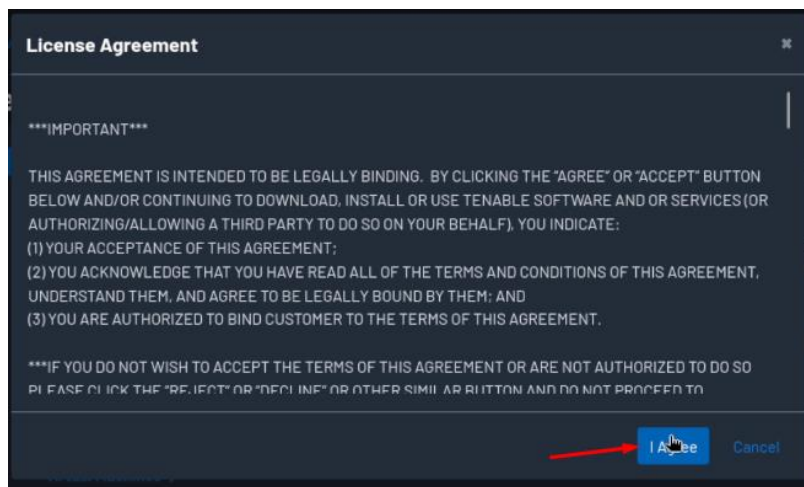 License Agreement
***IMPORTANT***
THIS AGREEMENT IS INTENDED TO BE LEGALLY BINDING. BY CLICKING THE "AGREE" OR "ACCEPT" BUTTON
BELOW AND/OR CONTINUING TO DOWNLOAD, INSTALL OR USE TENABLE SOFTWARE AND OR SERVICES (OR
AUTHORIZING/ALLOWING A THIRD PARTY TO DO SO ON YOUR BEHALF), YOU INDICATE:
(1) YOUR ACCEPTANCE OF THIS AGREEMENT;
(2) YOU ACKNOWLEDGE THAT YOU HAVE READ ALL OF THE TERMS AND CONDITIONS OF THIS AGREEMENT,
UNDERSTAND THEM, AND AGREE TO BE LEGALLY BOUND BY THEM; AND
(3) YOU ARE AUTHORIZED TO BIND CUSTOMER TO THE TERMS OF THIS AGREEMENT.
***IF YOU DO NOT WISH TO ACCEPT THE TERMS OF THIS AGREEMENT OR ARE NOT AUTHORIZED TO DO SO
PLEASE CLICK THE "REJECT" OR "DECLINE" OR OTHER SIMILAR BUTTON AND DO NOT PROCEED TO
I Agree
Cancel